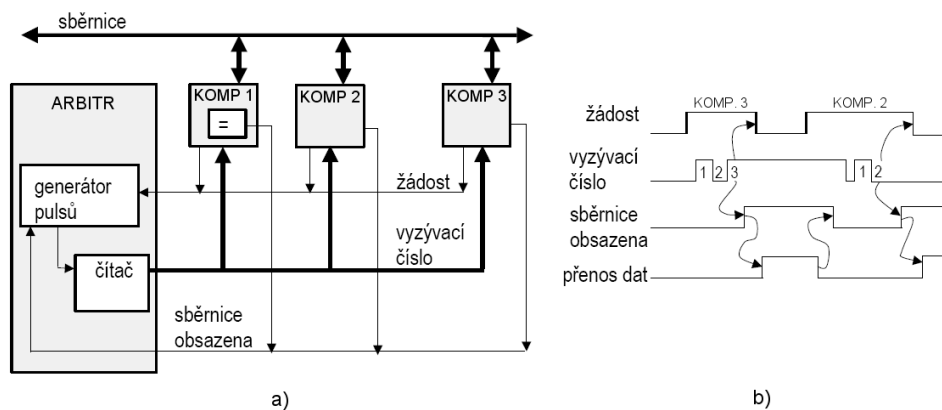 sběrnice
ARBITR
KOMP 1
KOMP 2
KOMP 3
=
generátor
pulsů
žádost
čítač
vyzývací
číslo
sběrnice
obsazena
a)
KOMP. 3
KOMP. 2
žádost
vyzývací
číslo
1 2 3 1 2
sběrnice
obsazena
přenos dat
b)